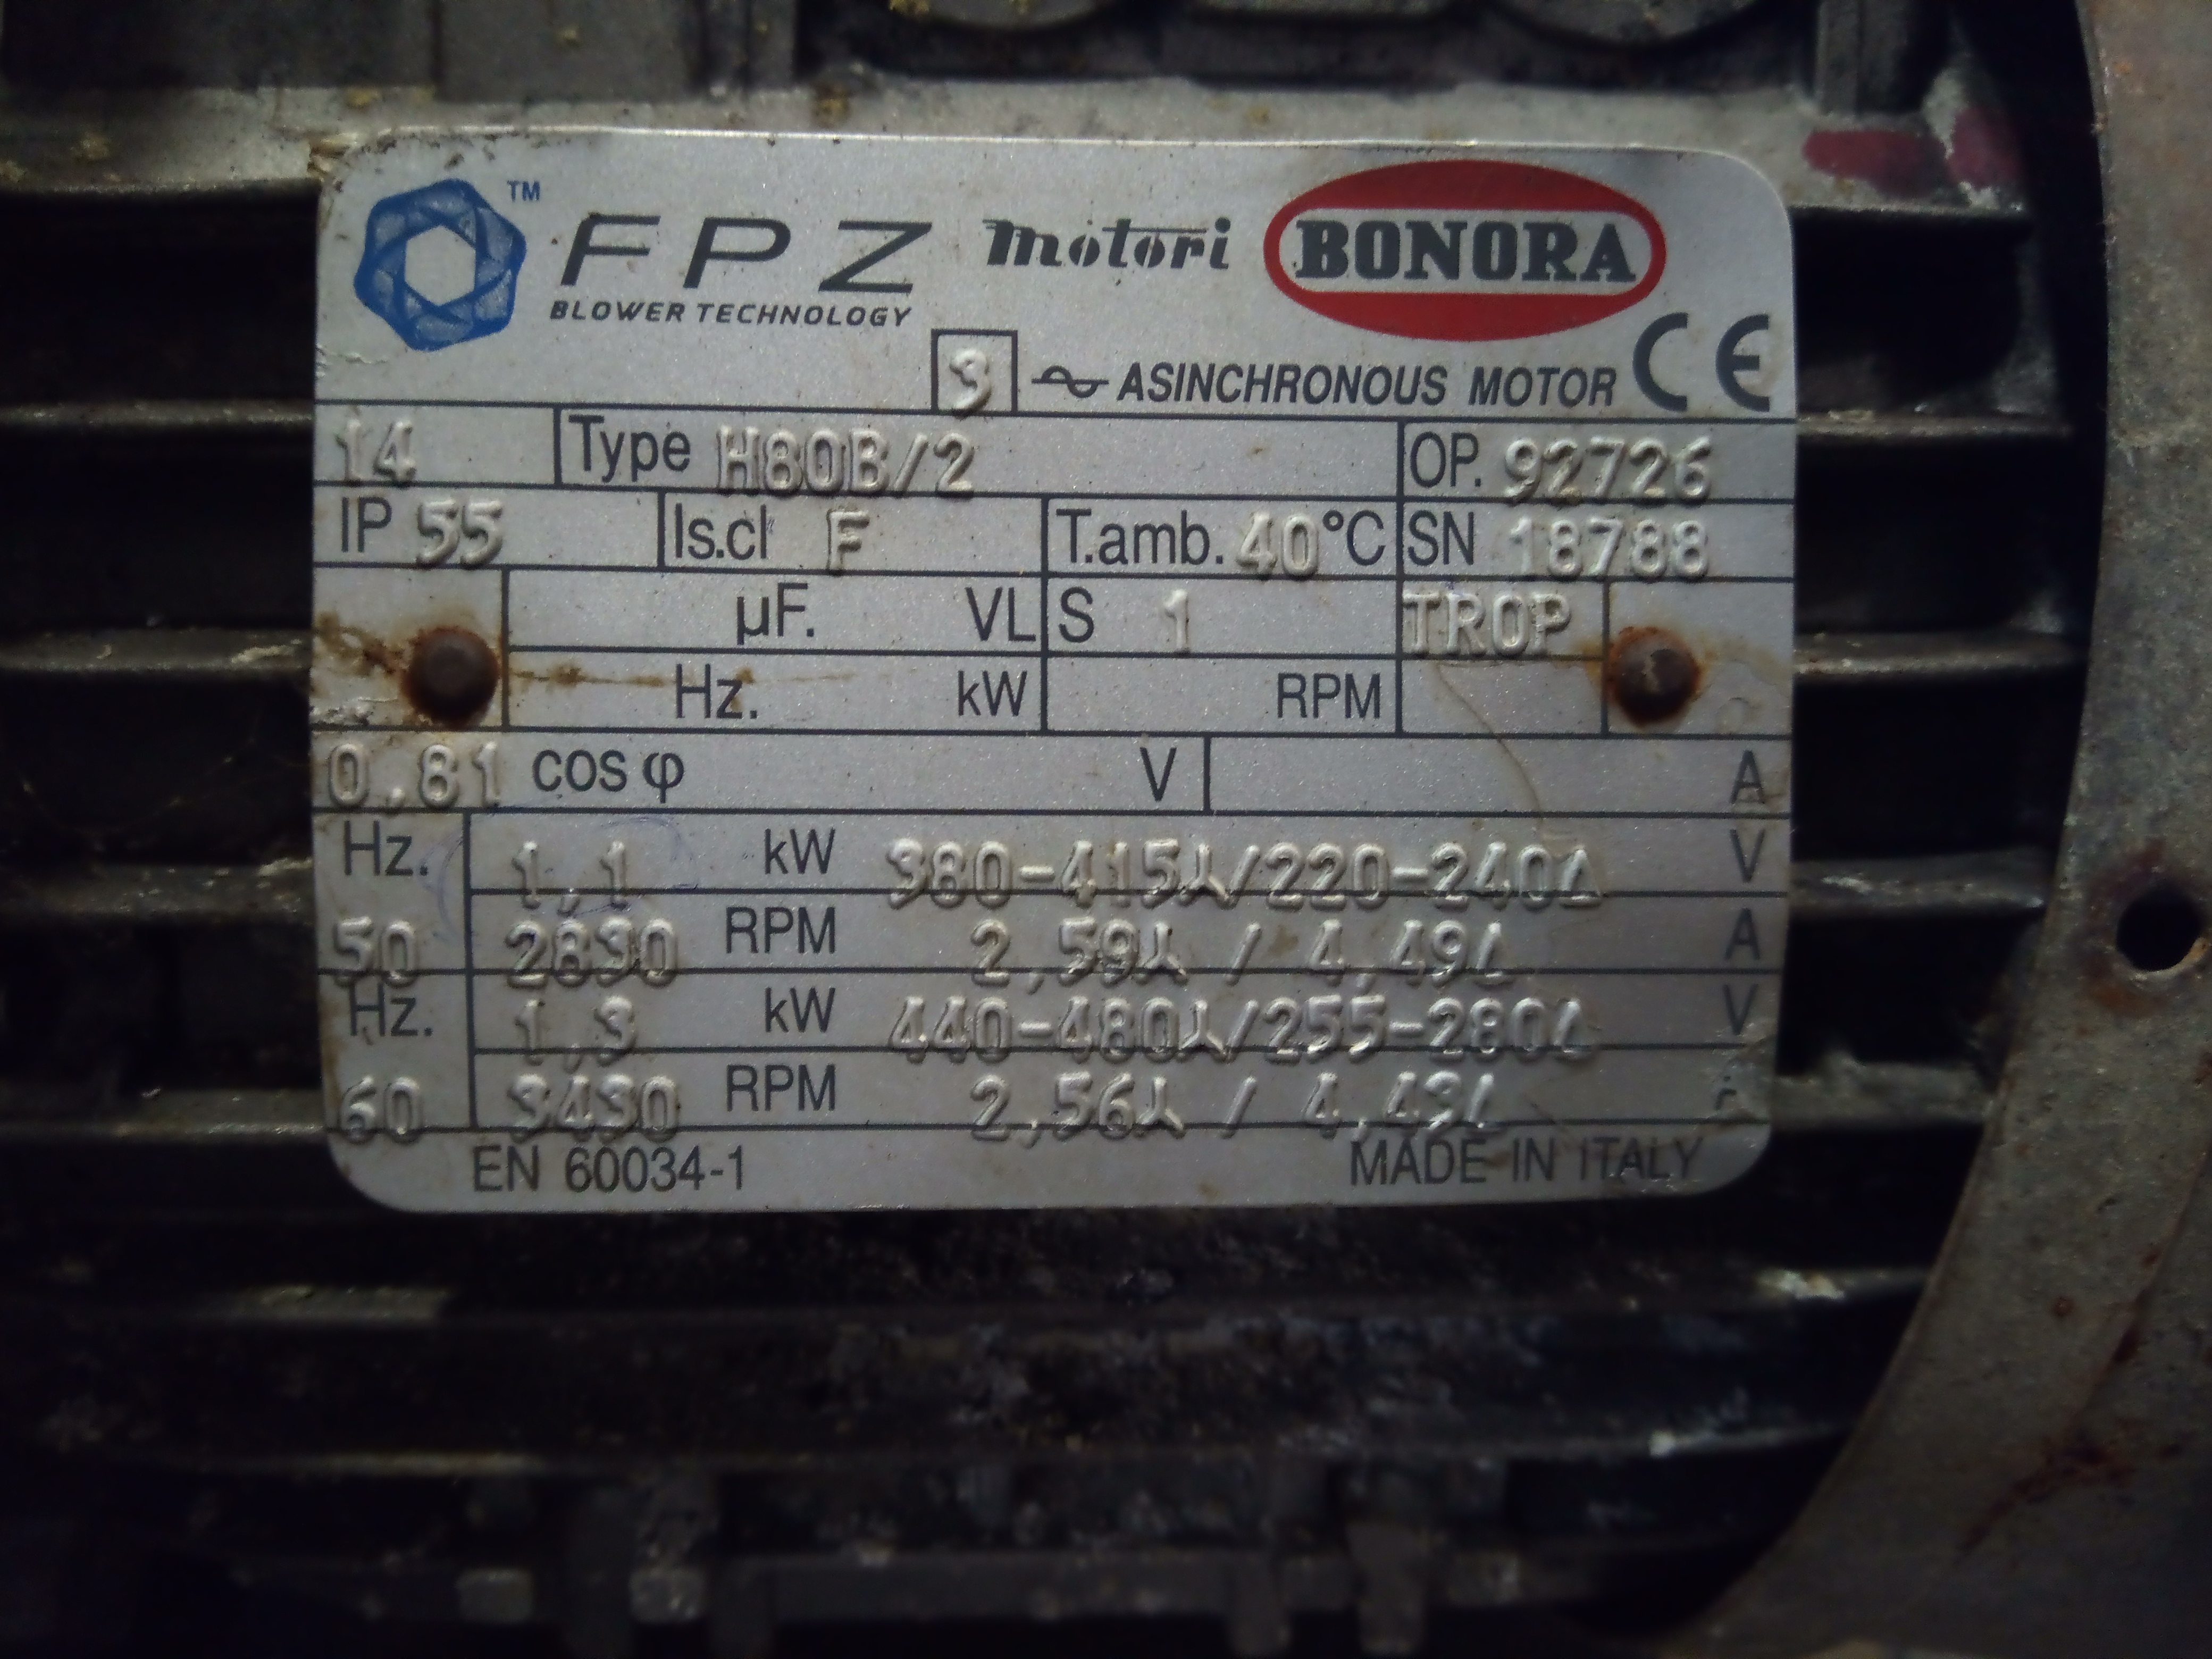 TM
FPZ motori BONORA
BLOWER TECHNOLOGY
3 ASINCHRONOUS MOTOR CE
14 Type H80B/2 OP. 92726
IP 55 Is.cl F T.amb. 40°C SN 18788
µF. VL S 1 TROP
Hz. kW RPM
0,81 cos φ V A
Hz. 1,1 kW 380-415⅄/220-240Δ V
50 2830 RPM 2,59⅄ / 4,49Δ A
Hz. 1,3 kW 440-480⅄/255-280Δ V
60 3430 RPM 2,56⅄ / 4,43Δ A
EN 60034-1 MADE IN ITALY